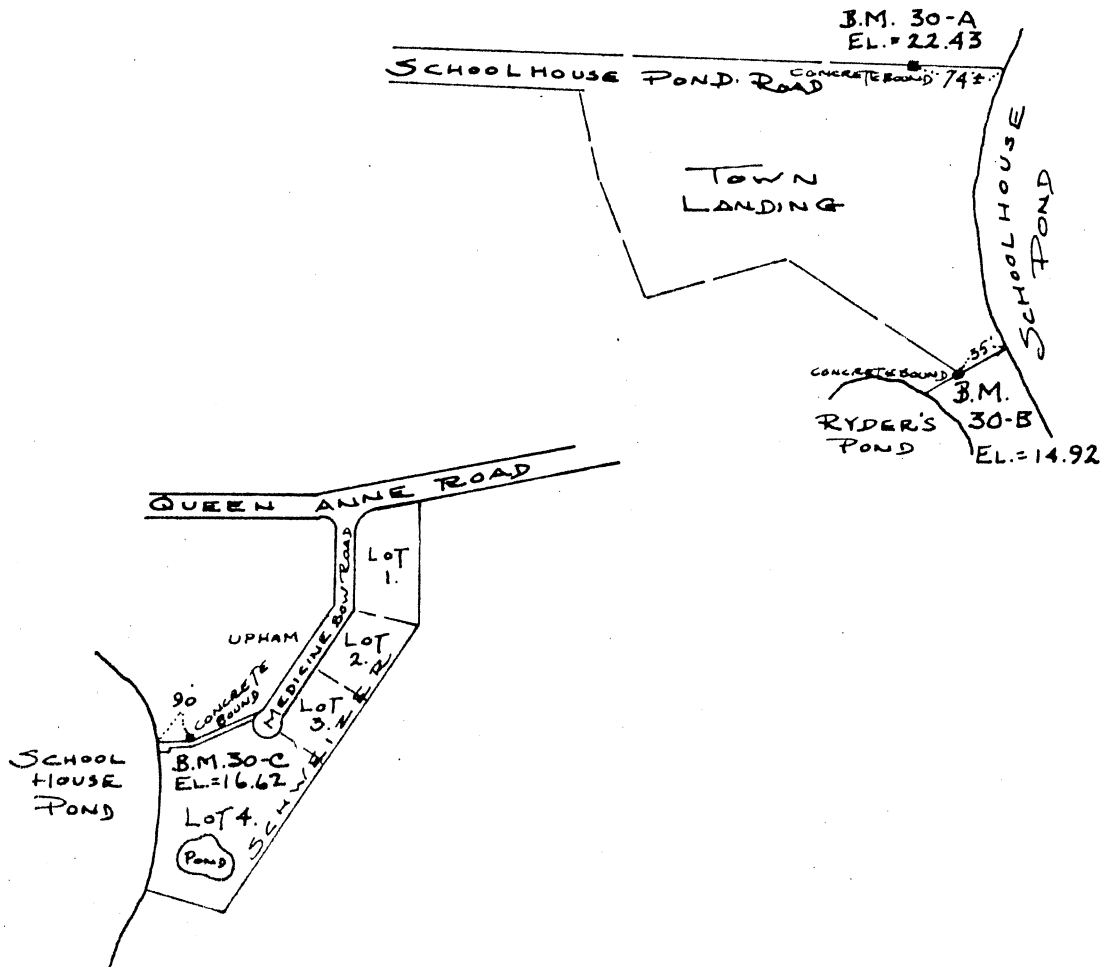 B.M. 30-A
EL.=22.43
SCHOOLHOUSE POND. ROAD
CONCRETE BOUND 74'±
TOWN
LANDING
SCHOOLHOUSE
POND
35'
CONCRETE BOUND
B.M.
30-B
EL.=14.92
RYDER'S
POND
QUEEN ANNE ROAD
MEDICINE BOW ROAD
LOT
1.
UPHAM
LOT
2.
LOT
3.
SCHWEINZER
90'
CONCRETE
BOUND
SCHOOL
HOUSE
POND
B.M.30-C
EL.=16.62
LOT 4.
POND